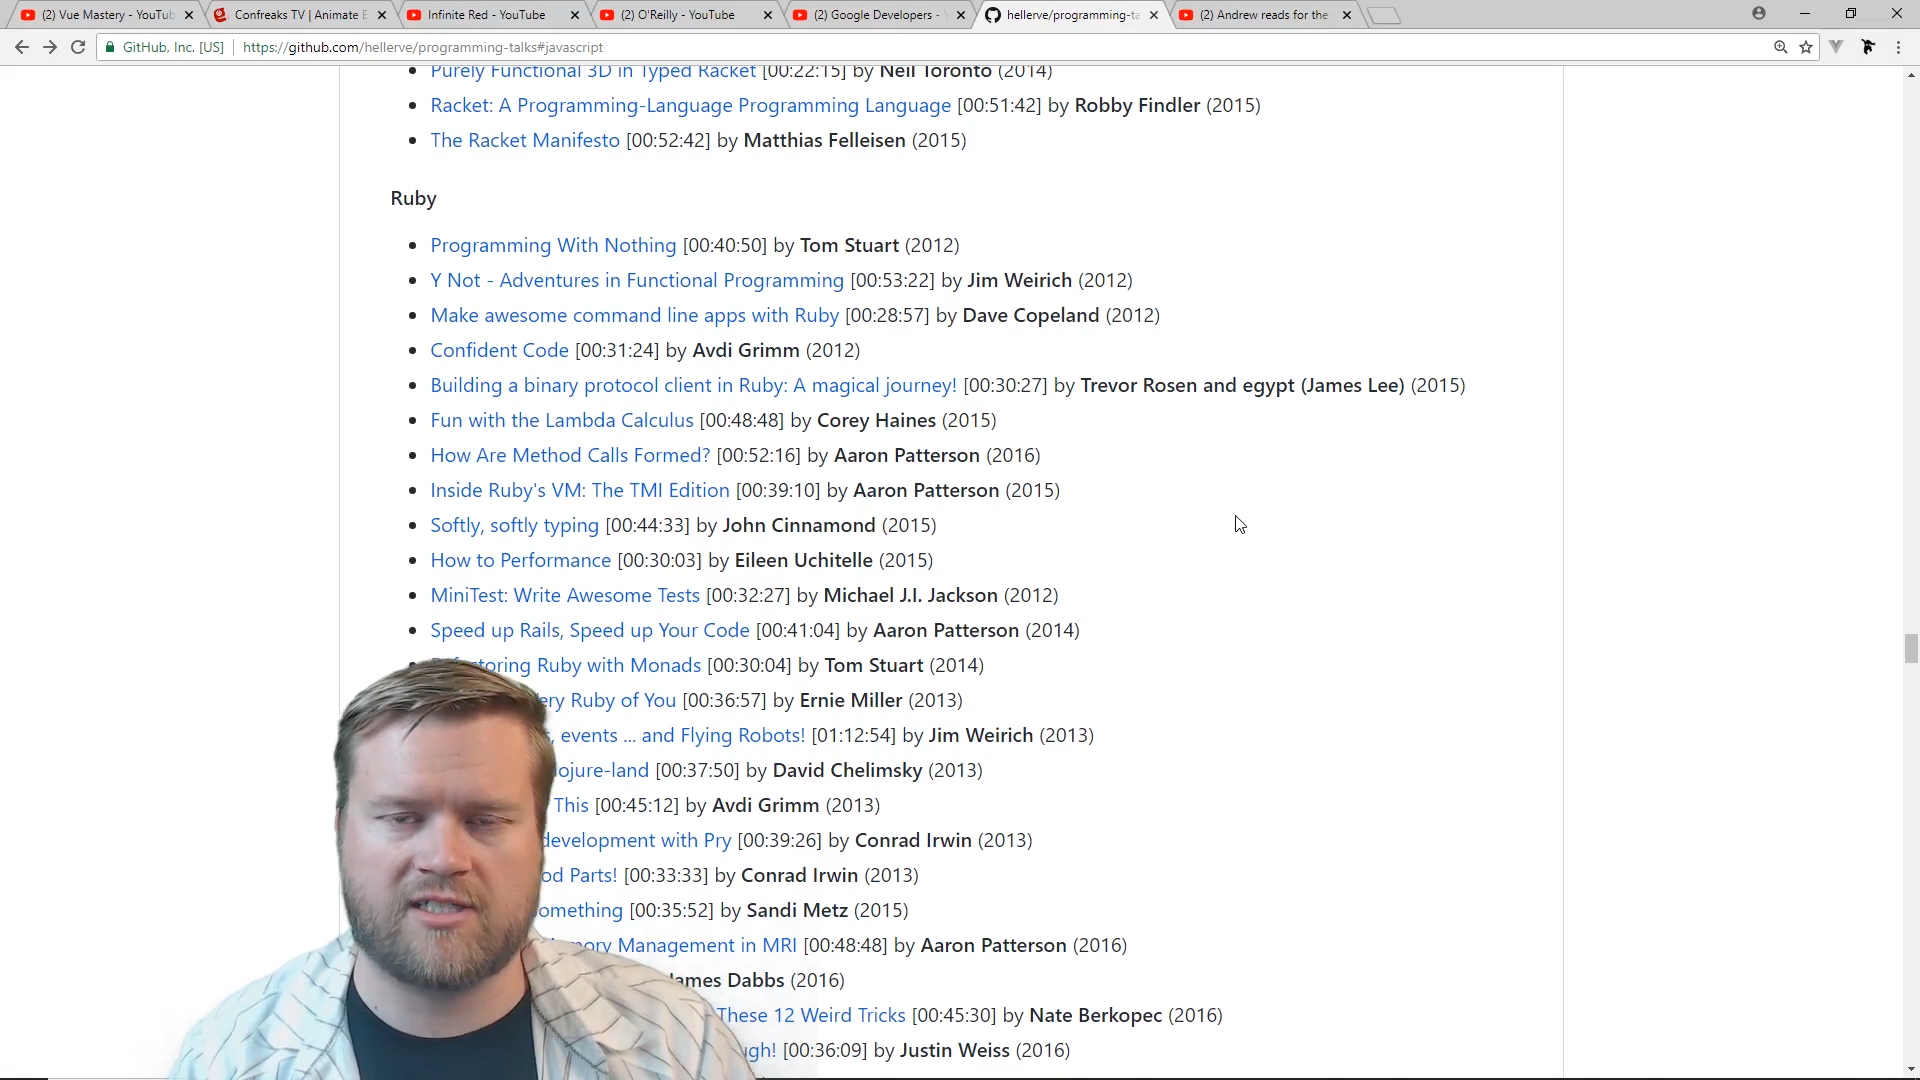 (2) Vue Mastery - YouTub
Confreaks TV | Animate E
Infinite Red - YouTube
(2) O'Reilly - YouTube
(2) Google Developers -
hellerve/programming-ta
(2) Andrew reads for the
GitHub, Inc. [US] https://github.com/hellerve/programming-talks#javascript
Purely Functional 3D in Typed Racket [00:22:15] by Neil Toronto (2014)
Racket: A Programming-Language Programming Language [00:51:42] by Robby Findler (2015)
The Racket Manifesto [00:52:42] by Matthias Felleisen (2015)
Ruby
Programming With Nothing [00:40:50] by Tom Stuart (2012)
Y Not - Adventures in Functional Programming [00:53:22] by Jim Weirich (2012)
Make awesome command line apps with Ruby [00:28:57] by Dave Copeland (2012)
Confident Code [00:31:24] by Avdi Grimm (2012)
Building a binary protocol client in Ruby: A magical journey! [00:30:27] by Trevor Rosen and egypt (James Lee) (2015)
Fun with the Lambda Calculus [00:48:48] by Corey Haines (2015)
How Are Method Calls Formed? [00:52:16] by Aaron Patterson (2016)
Inside Ruby's VM: The TMI Edition [00:39:10] by Aaron Patterson (2015)
Softly, softly typing [00:44:33] by John Cinnamond (2015)
How to Performance [00:30:03] by Eileen Uchitelle (2015)
MiniTest: Write Awesome Tests [00:32:27] by Michael J.I. Jackson (2012)
Speed up Rails, Speed up Your Code [00:41:04] by Aaron Patterson (2014)
Ruby with Monads [00:30:04] by Tom Stuart (2014)
ery Ruby of You [00:36:57] by Ernie Miller (2013)
, events ... and Flying Robots! [01:12:54] by Jim Weirich (2013)
ojure-land [00:37:50] by David Chelimsky (2013)
This [00:45:12] by Avdi Grimm (2013)
development with Pry [00:39:26] by Conrad Irwin (2013)
od Parts! [00:33:33] by Conrad Irwin (2013)
omething [00:35:52] by Sandi Metz (2015)
Management in MRI [00:48:48] by Aaron Patterson (2016)
ames Dabbs (2016)
These 12 Weird Tricks [00:45:30] by Nate Berkopec (2016)
ugh! [00:36:09] by Justin Weiss (2016)